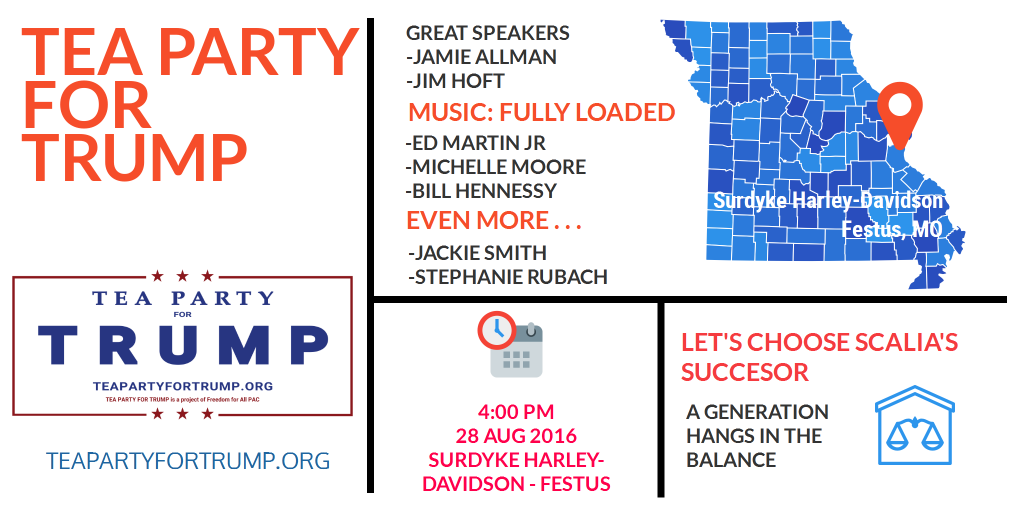 TEA PARTY
FOR
TRUMP
TEA PARTY
FOR
TRUMP
TEAPARTYFORTRUMP.ORG
TEA PARTY FOR TRUMP is a project of Freedom for All PAC
TEAPARTYFORTRUMP.ORG
GREAT SPEAKERS
-JAMIE ALLMAN
-JIM HOFT
MUSIC: FULLY LOADED
-ED MARTIN JR
-MICHELLE MOORE
-BILL HENNESSY
EVEN MORE . . .
-JACKIE SMITH
-STEPHANIE RUBACH
Surdyke Harley-Davidson
Festus, MO
4:00 PM
28 AUG 2016
SURDYKE HARLEY-
DAVIDSON - FESTUS
LET'S CHOOSE SCALIA'S
SUCCESOR
A GENERATION
HANGS IN THE
BALANCE